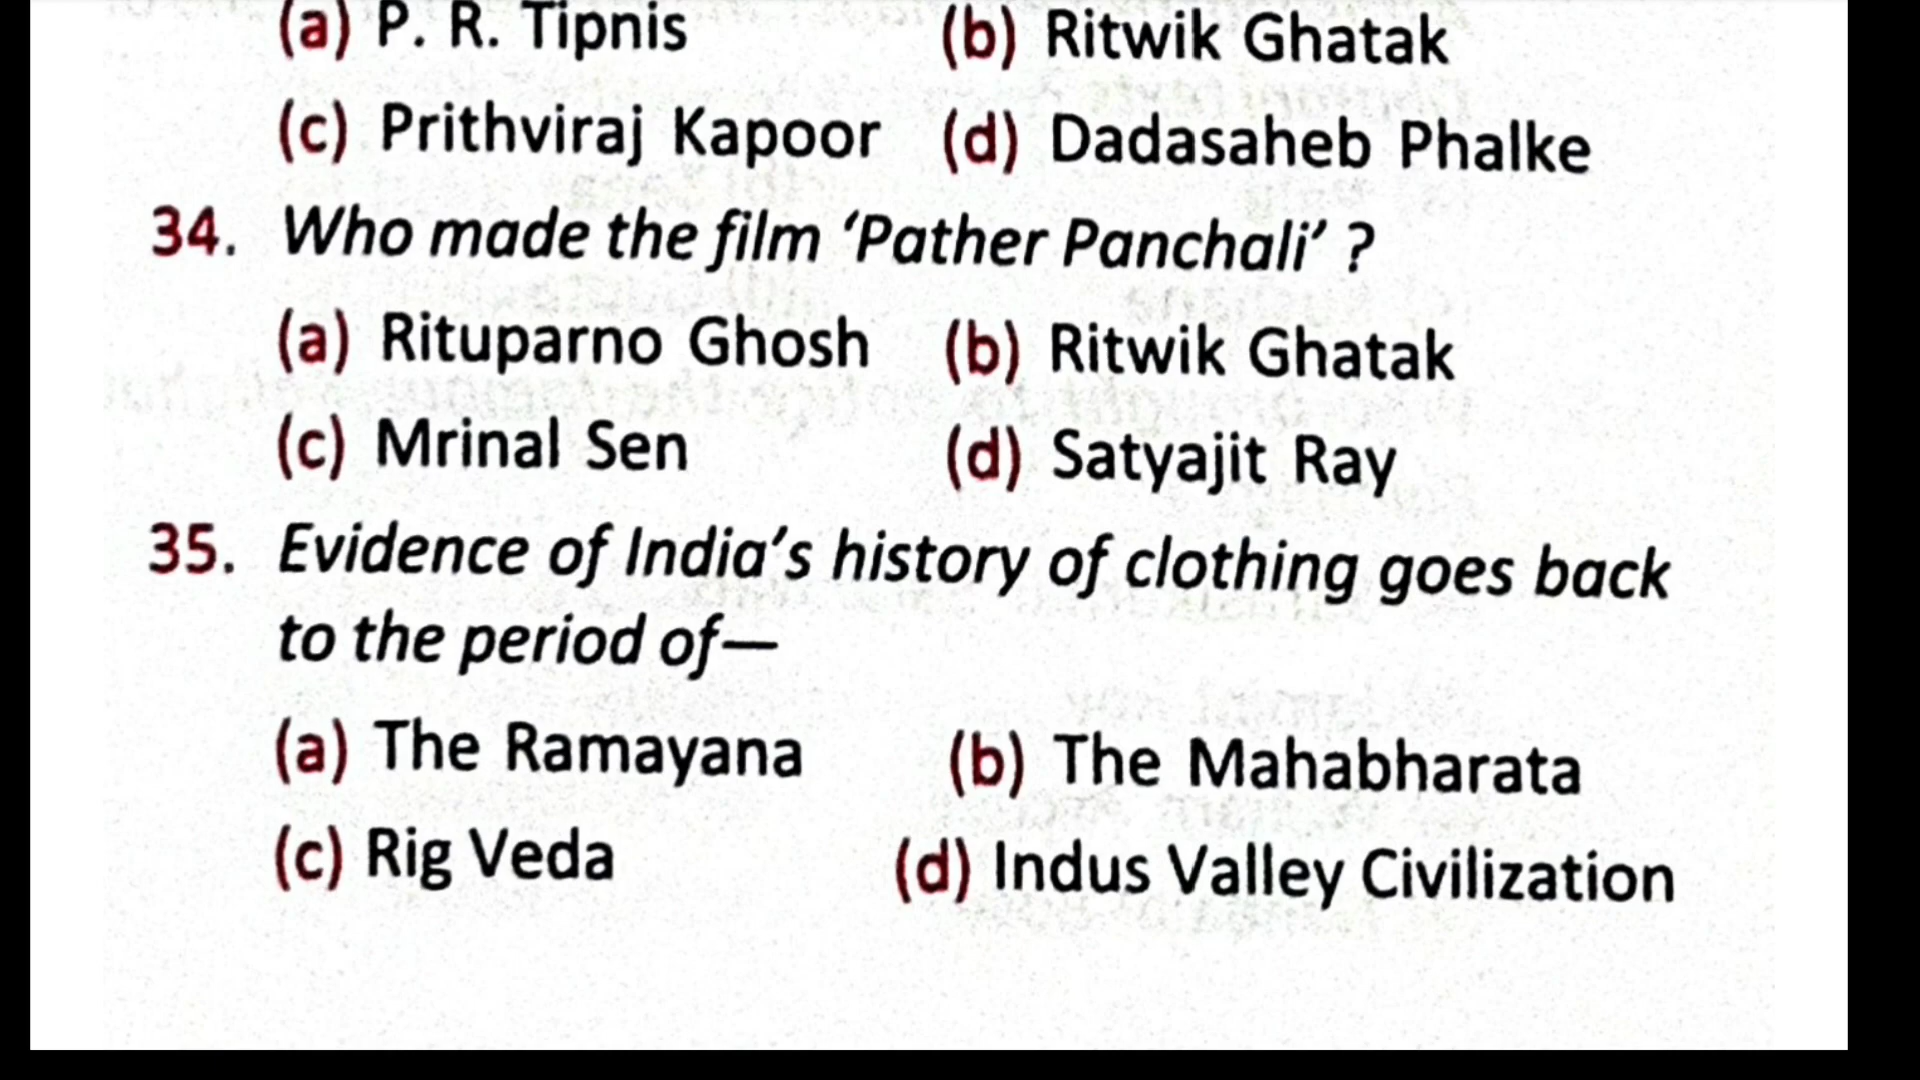 (a) P. R. Tipnis (b) Ritwik Ghatak
(c) Prithviraj Kapoor (d) Dadasaheb Phalke
34. Who made the film ‘Pather Panchali’ ?
(a) Rituparno Ghosh (b) Ritwik Ghatak
(c) Mrinal Sen (d) Satyajit Ray
35. Evidence of India’s history of clothing goes back
to the period of—
(a) The Ramayana (b) The Mahabharata
(c) Rig Veda (d) Indus Valley Civilization